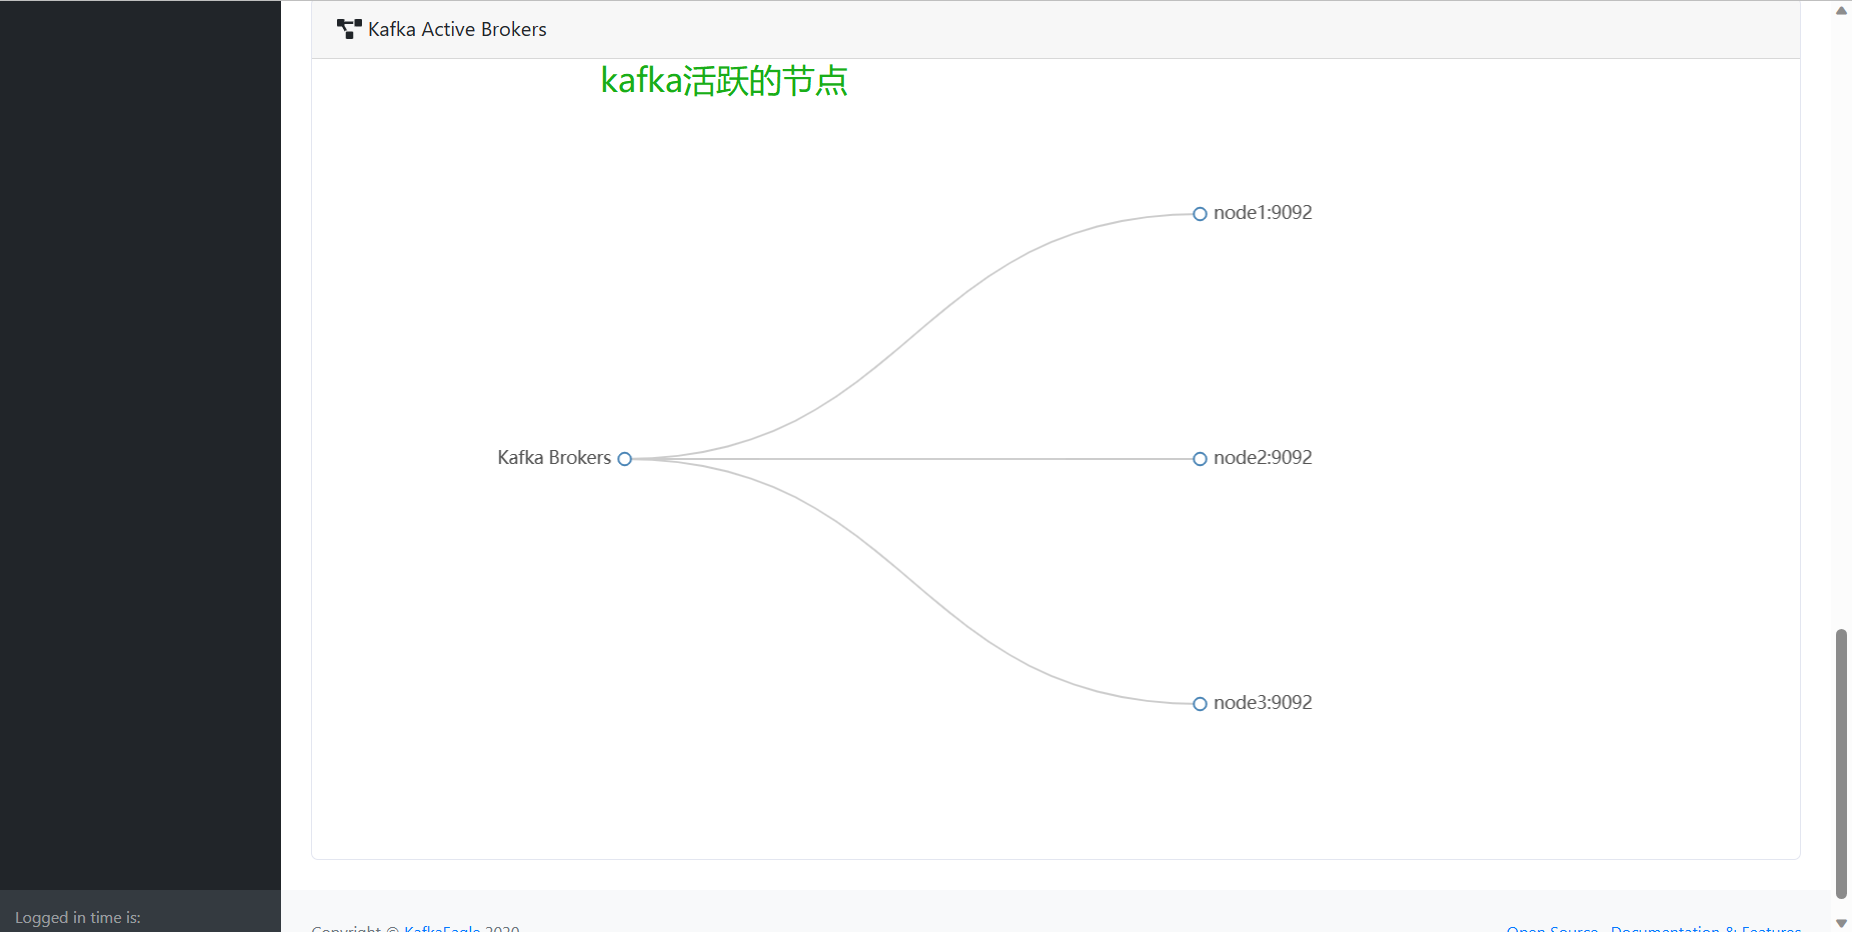 Kafka Active Brokers
kafka活跃的节点
node1:9092
Kafka Brokers
node2:9092
node3:9092
Logged in time is:
Copyright © KafkaEagle 2020
Open Source · Documentation & Features